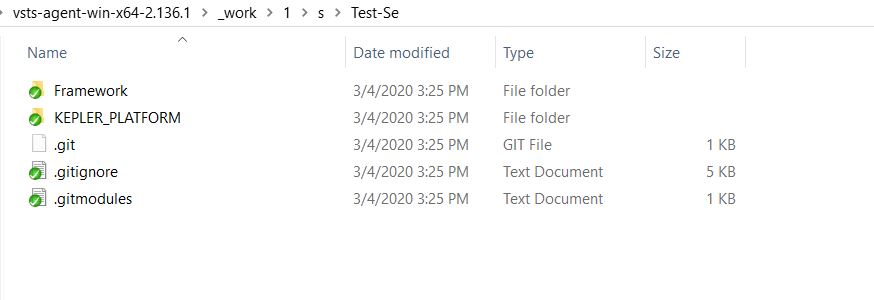 vsts-agent-win-x64-2.136.1 > _work > 1 > s > Test-Se
Name Date modified Type Size
Framework 3/4/2020 3:25 PM File folder
KEPLER_PLATFORM 3/4/2020 3:25 PM File folder
.git 3/4/2020 3:25 PM GIT File 1 KB
.gitignore 3/4/2020 3:25 PM Text Document 5 KB
.gitmodules 3/4/2020 3:25 PM Text Document 1 KB